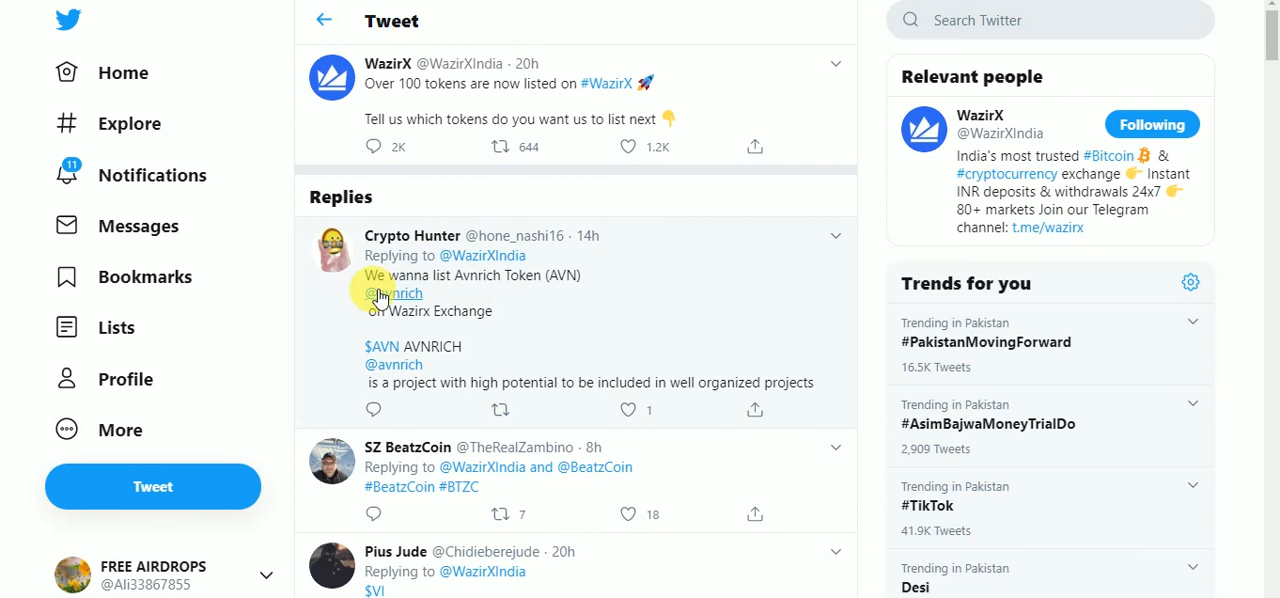 Home
Explore
11
Notifications
Messages
Bookmarks
Lists
Profile
More
Tweet
FREE AIRDROPS
@Ali33867855
Tweet
WazirX @WazirXIndia · 20h
Over 100 tokens are now listed on #WazirX 🚀
Tell us which tokens do you want us to list next 👇
2K 644 1.2K
Replies
Crypto Hunter @hone_nashi16 · 14h
Replying to @WazirXIndia
We wanna list Avnrich Token (AVN)
@avnrich
on Wazirx Exchange
$AVN AVNRICH
@avnrich
is a project with high potential to be included in well organized projects
1
SZ BeatzCoin @TheRealZambino · 8h
Replying to @WazirXIndia and @BeatzCoin
#BeatzCoin #BTZC
7 18
Pius Jude @Chidieberejude · 20h
Replying to @WazirXIndia
$VI
Search Twitter
Relevant people
WazirX
@WazirXIndia
Following
India's most trusted #Bitcoin₿ &
#cryptocurrency exchange 👉 Instant
INR deposits & withdrawals 24x7 👉
80+ markets Join our Telegram
channel: t.me/wazirx
Trends for you
Trending in Pakistan
#PakistanMovingForward
16.5K Tweets
Trending in Pakistan
#AsimBajwaMoneyTrialDo
2,909 Tweets
Trending in Pakistan
#TikTok
41.9K Tweets
Trending in Pakistan
Desi